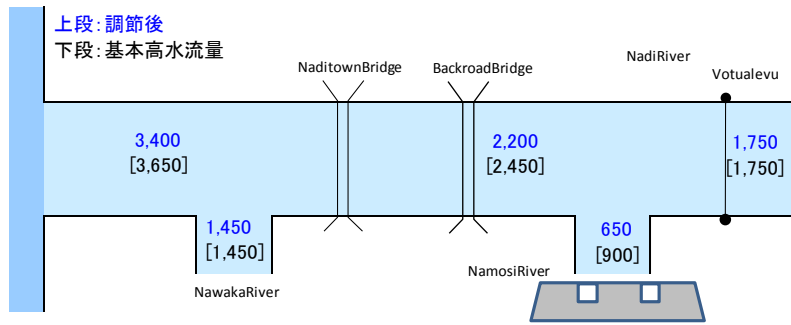 上段:調節後
下段:基本高水流量
NaditownBridge
BackroadBridge
NadiRiver
Votualevu
3,400
[3,650]
2,200
[2,450]
1,750
[1,750]
1,450
[1,450]
650
[900]
NawakaRiver
NamosiRiver